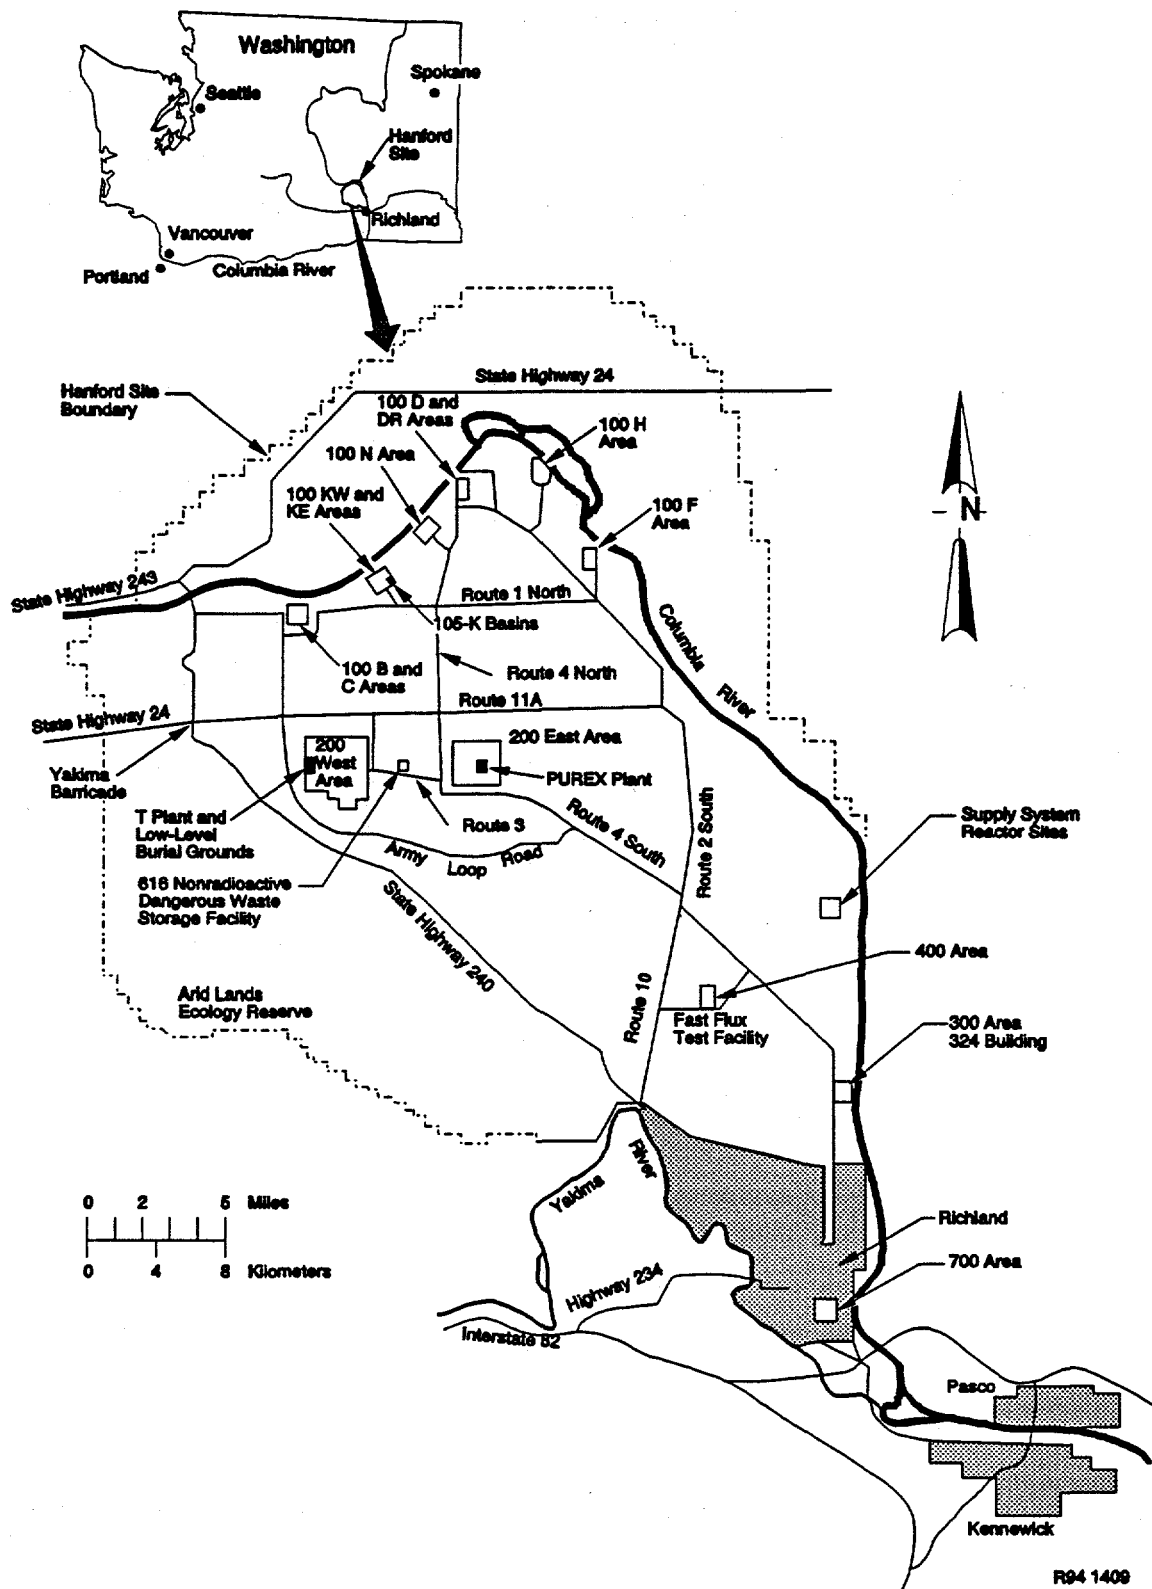 Washington
Spokane
Seattle
Hanford
Site
Richland
Vancouver
Portland
Columbia River
State Highway 24
Hanford Site
Boundary
100 D and
DR Areas
100 H
Area
100 N Area
100 KW and
KE Areas
100 F
Area
N
State Highway 243
Route 1 North
105-K Basins
Columbia
River
100 B and
C Areas
Route 4 North
Route 11A
State Highway 24
200
West
Area
200 East Area
PUREX Plant
Yakima
Barricade
T Plant and
Low-Level
Burial Grounds
Route 3
Route 4 South
Route 2 South
Supply System
Reactor Sites
Army Loop Road
616 Nonradioactive
Dangerous Waste
Storage Facility
State Highway 240
400 Area
Arid Lands
Ecology Reserve
Route 10
Fast Flux
Test Facility
300 Area
324 Building
Yakima
River
0 2 5 Miles
0 4 8 Kilometers
Richland
700 Area
Highway 234
Interstate 82
Pasco
Kennewick
R94 1409